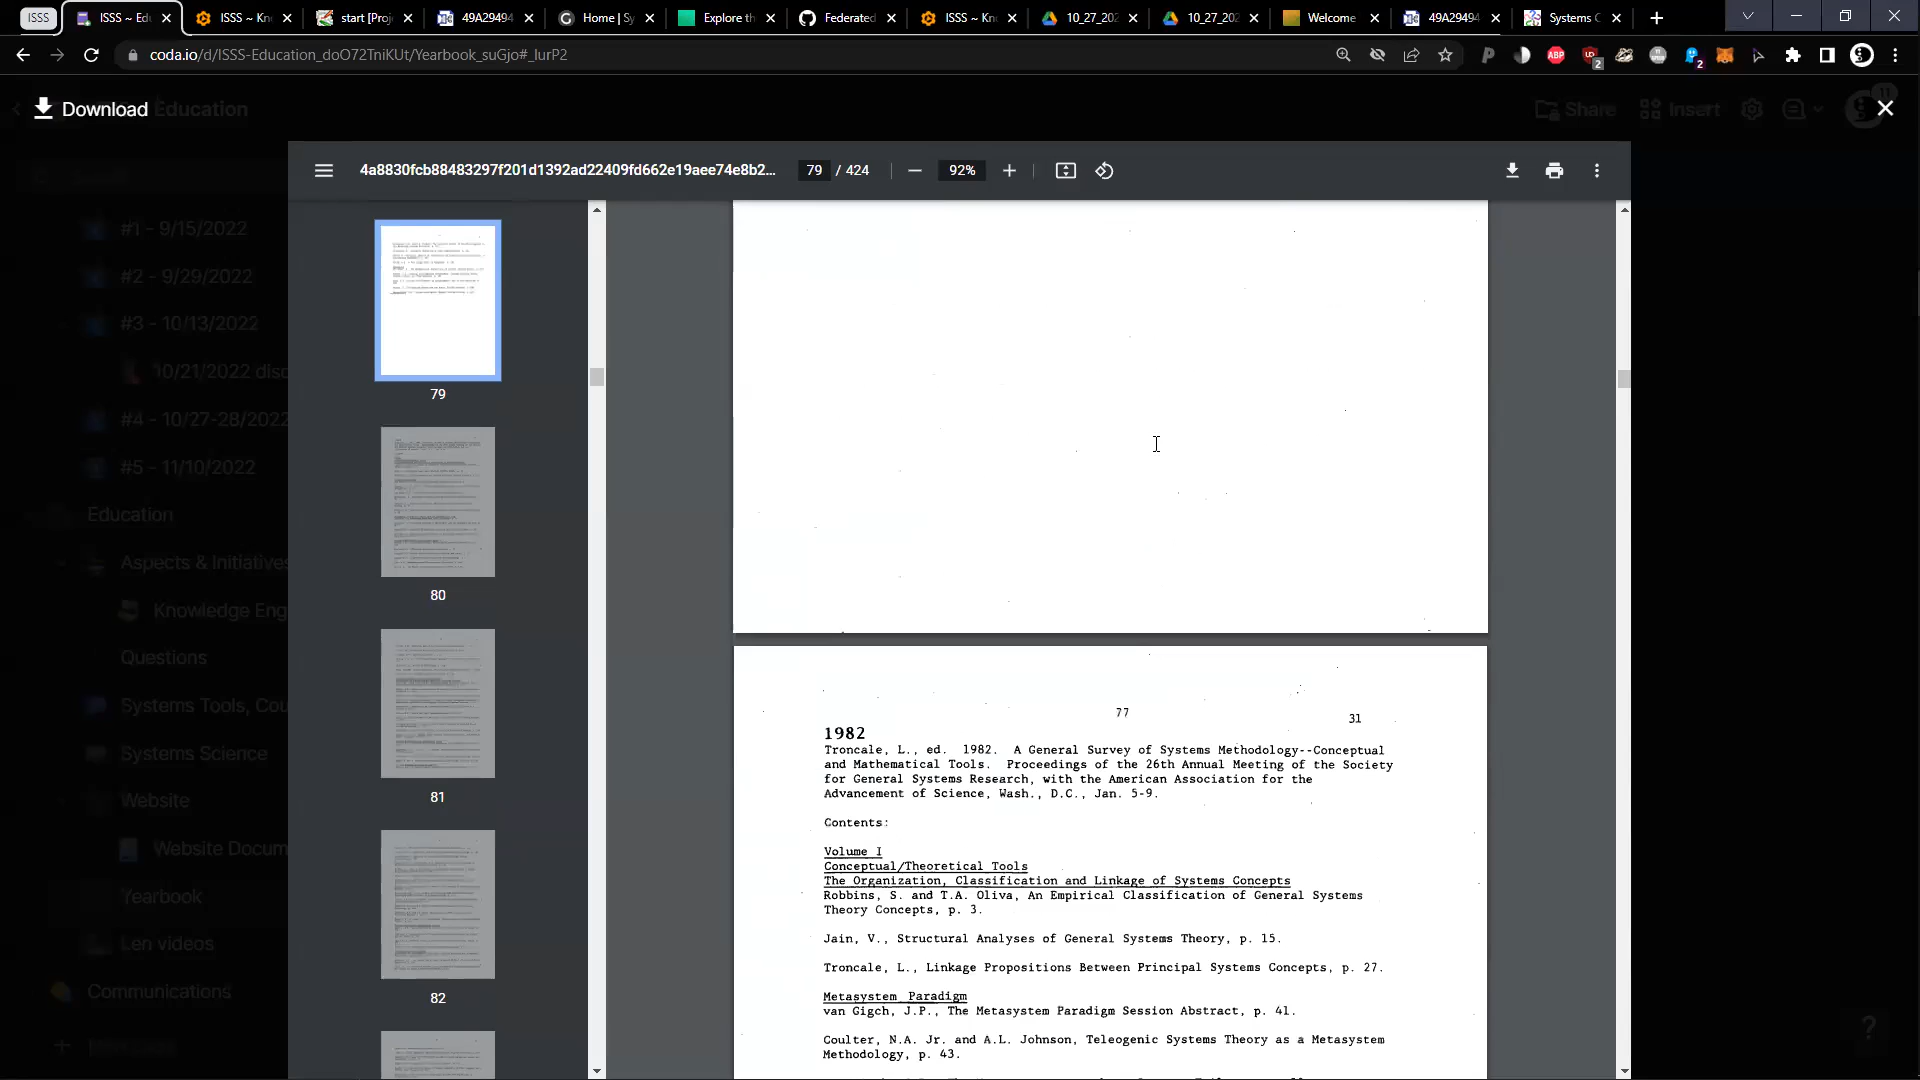 ISSS
ISSS ~ Edu
ISSS ~ Kn
start [Proj
49A29494
Home | Sy
Explore th
Federated
ISSS ~ Kn
10_27_202
10_27_202
Welcome
49A29494
Systems C
coda.io/d/ISSS-Education_doO72TniKUt/Yearbook_suGjo#_lurP2
ABP
2
2
Download
Education
Share
Insert
11
4a8830fcb88483297f201d1392ad22409fd662e19aee74e8b2...
79 / 424
92%
#1 - 9/15/2022
#2 - 9/29/2022
#3 - 10/13/2022
10/21/2022 disc
#4 - 10/27-28/2022
#5 - 11/10/2022
Education
Aspects & Initiatives
Knowledge Eng
Questions
Systems Tools, Cou
Systems Science
Website
Website Docum
Yearbook
Len videos
Communications
79
80
81
82
77
31
1982
Troncale, L., ed. 1982. A General Survey of Systems Methodology--Conceptual
and Mathematical Tools. Proceedings of the 26th Annual Meeting of the Society
for General Systems Research, with the American Association for the
Advancement of Science, Wash., D.C., Jan. 5-9.
Contents:
Volume I
Conceptual/Theoretical Tools
The Organization, Classification and Linkage of Systems Concepts
Robbins, S. and T.A. Oliva, An Empirical Classification of General Systems
Theory Concepts, p. 3.
Jain, V., Structural Analyses of General Systems Theory, p. 15.
Troncale, L., Linkage Propositions Between Principal Systems Concepts, p. 27.
Metasystem Paradigm
van Gigch, J.P., The Metasystem Paradigm Session Abstract, p. 41.
Coulter, N.A. Jr. and A.L. Johnson, Teleogenic Systems Theory as a Metasystem
Methodology, p. 43.